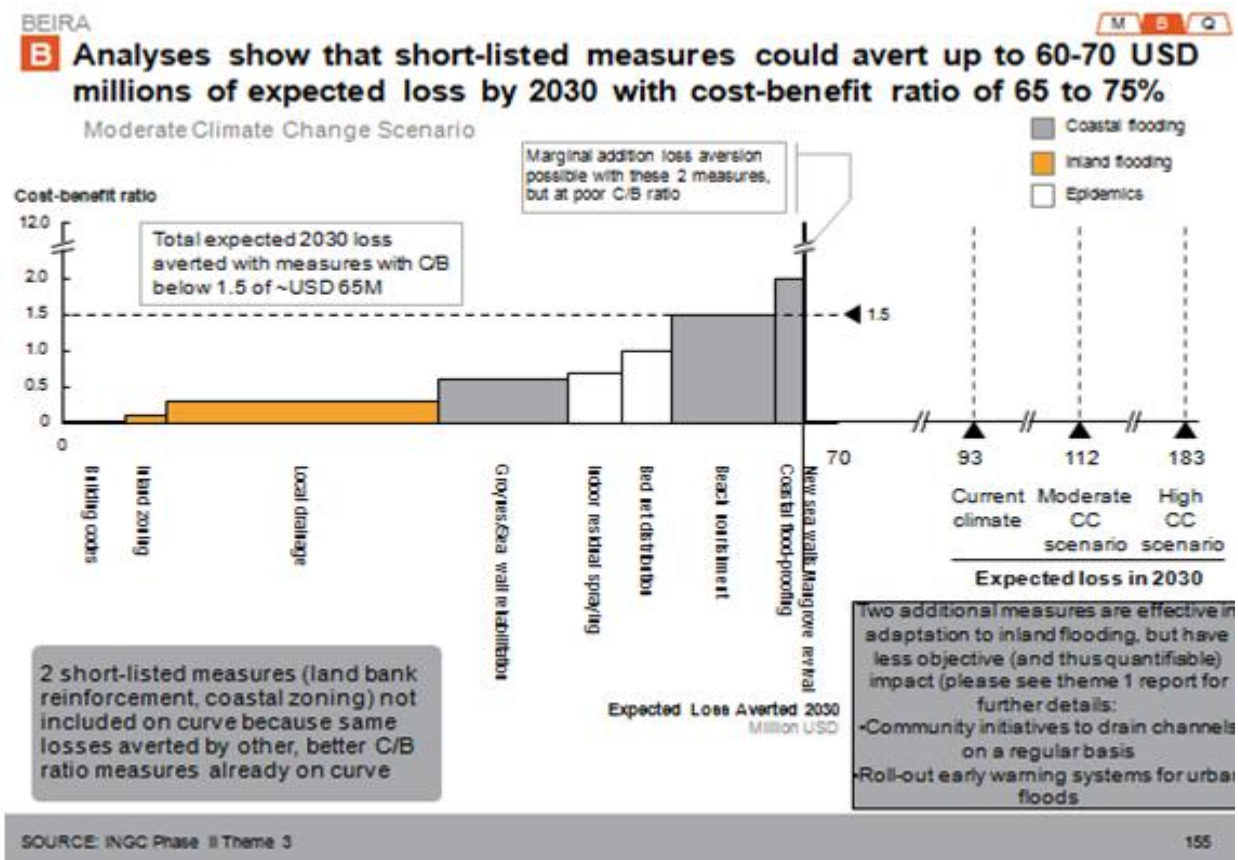 BEIRA
M B Q
B Analyses show that short-listed measures could avert up to 60-70 USD
millions of expected loss by 2030 with cost-benefit ratio of 65 to 75%
Moderate Climate Change Scenario
Coastal flooding
Inland flooding
Epidemics
Marginal addition loss aversion
possible with these 2 measures,
but at poor C/B ratio
Cost-benefit ratio
12.0
2.0
1.5
1.0
0.5
0
Total expected 2030 loss
averted with measures with C/B
below 1.5 of ~USD 65M
1.5
0
70
93
112
183
Building codes
Inland zoning
Local drainage
Groynes/Sea wall rehabilitation
Indoor residual spraying
Bed net distribution
Beach nourishment
Coastal flood-proofing
New sea walls Mangrove revival
Current
climate
Moderate
CC
scenario
High
CC
scenario
Expected loss in 2030
Expected Loss Averted 2030
Million USD
2 short-listed measures (land bank
reinforcement, coastal zoning) not
included on curve because same
losses averted by other, better C/B
ratio measures already on curve
Two additional measures are effective in
adaptation to inland flooding, but have
less objective (and thus quantifiable)
impact (please see theme 1 report for
further details:
•Community initiatives to drain channels
on a regular basis
•Roll-out early warning systems for urban
floods
SOURCE: INGC Phase II Theme 3
155